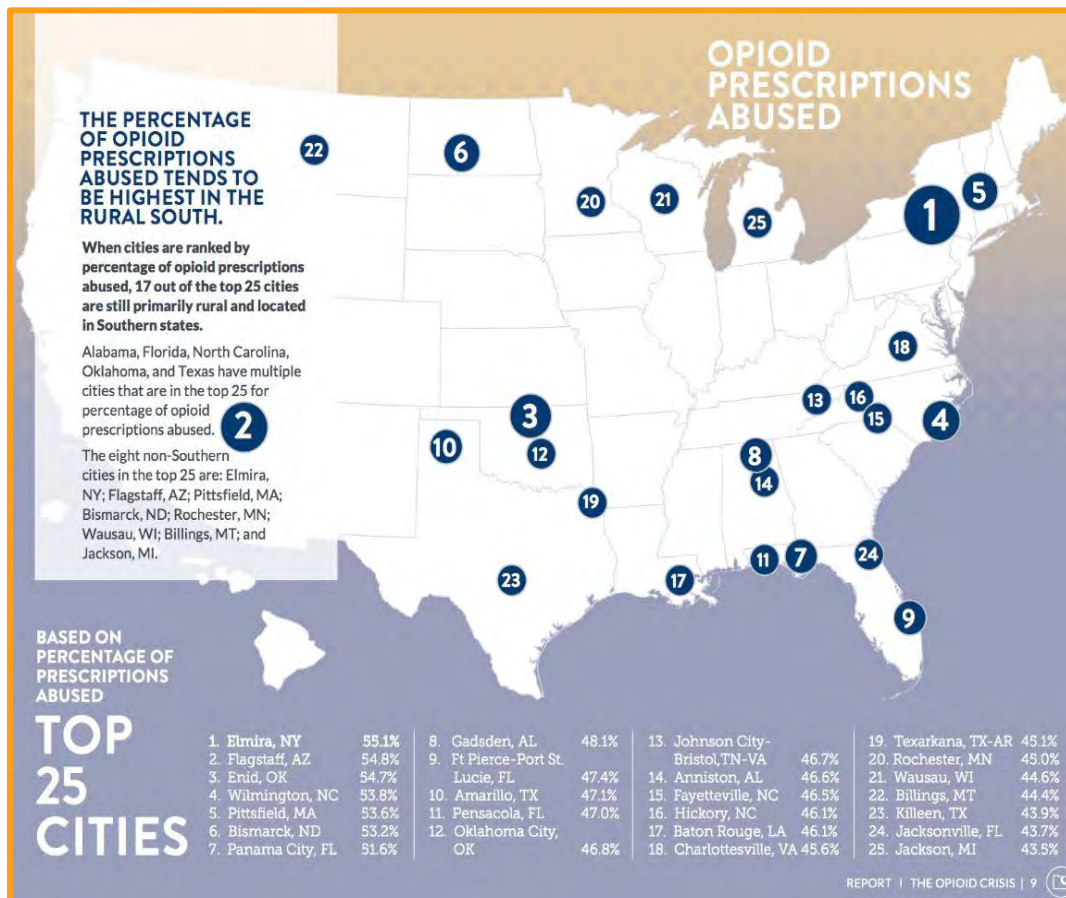 OPIOID
PRESCRIPTIONS
ABUSED
THE PERCENTAGE
OF OPIOID
PRESCRIPTIONS
ABUSED TENDS TO
BE HIGHEST IN THE
RURAL SOUTH.
When cities are ranked by
percentage of opioid prescriptions
abused, 17 out of the top 25 cities
are still primarily rural and located
in Southern states.
Alabama, Florida, North Carolina,
Oklahoma, and Texas have multiple
cities that are in the top 25 for
percentage of opioid
prescriptions abused.
The eight non-Southern
cities in the top 25 are: Elmira,
NY; Flagstaff, AZ; Pittsfield, MA;
Bismarck, ND; Rochester, MN;
Wausau, WI; Billings, MT; and
Jackson, MI.
22
6
20
21
25
1
5
18
13
16
15
4
2
3
10
12
8
14
19
11
7
24
23
17
9
BASED ON
PERCENTAGE OF
PRESCRIPTIONS
ABUSED
TOP
25
CITIES
1. Elmira, NY 55.1%
2. Flagstaff, AZ 54.8%
3. Enid, OK 54.7%
4. Wilmington, NC 53.8%
5. Pittsfield, MA 53.6%
6. Bismarck, ND 53.2%
7. Panama City, FL 51.6%
8. Gadsden, AL 48.1%
9. Ft Pierce-Port St.
Lucie, FL 47.4%
10. Amarillo, TX 47.1%
11. Pensacola, FL 47.0%
12. Oklahoma City,
OK 46.8%
13. Johnson City-
Bristol,TN-VA 46.7%
14. Anniston, AL 46.6%
15. Fayetteville, NC 46.5%
16. Hickory, NC 46.1%
17. Baton Rouge, LA 46.1%
18. Charlottesville, VA 45.6%
19. Texarkana, TX-AR 45.1%
20. Rochester, MN 45.0%
21. Wausau, WI 44.6%
22. Billings, MT 44.4%
23. Killeen, TX 43.9%
24. Jacksonville, FL 43.7%
25. Jackson, MI 43.5%
REPORT | THE OPIOID CRISIS | 9